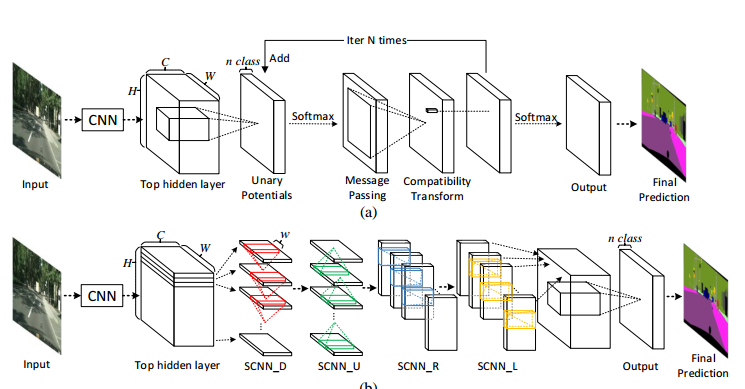 Iter N times
n class
Add
C
W
H
CNN
Softmax
Softmax
Input
Top hidden layer
Unary
Potentials
Message
Passing
Compatibility
Transform
Output
Final
Prediction
(a)
C
W
H
w
n class
CNN
Input
Top hidden layer
SCNN_D
SCNN_U
SCNN_R
SCNN_L
Output
Final
Prediction
(b)